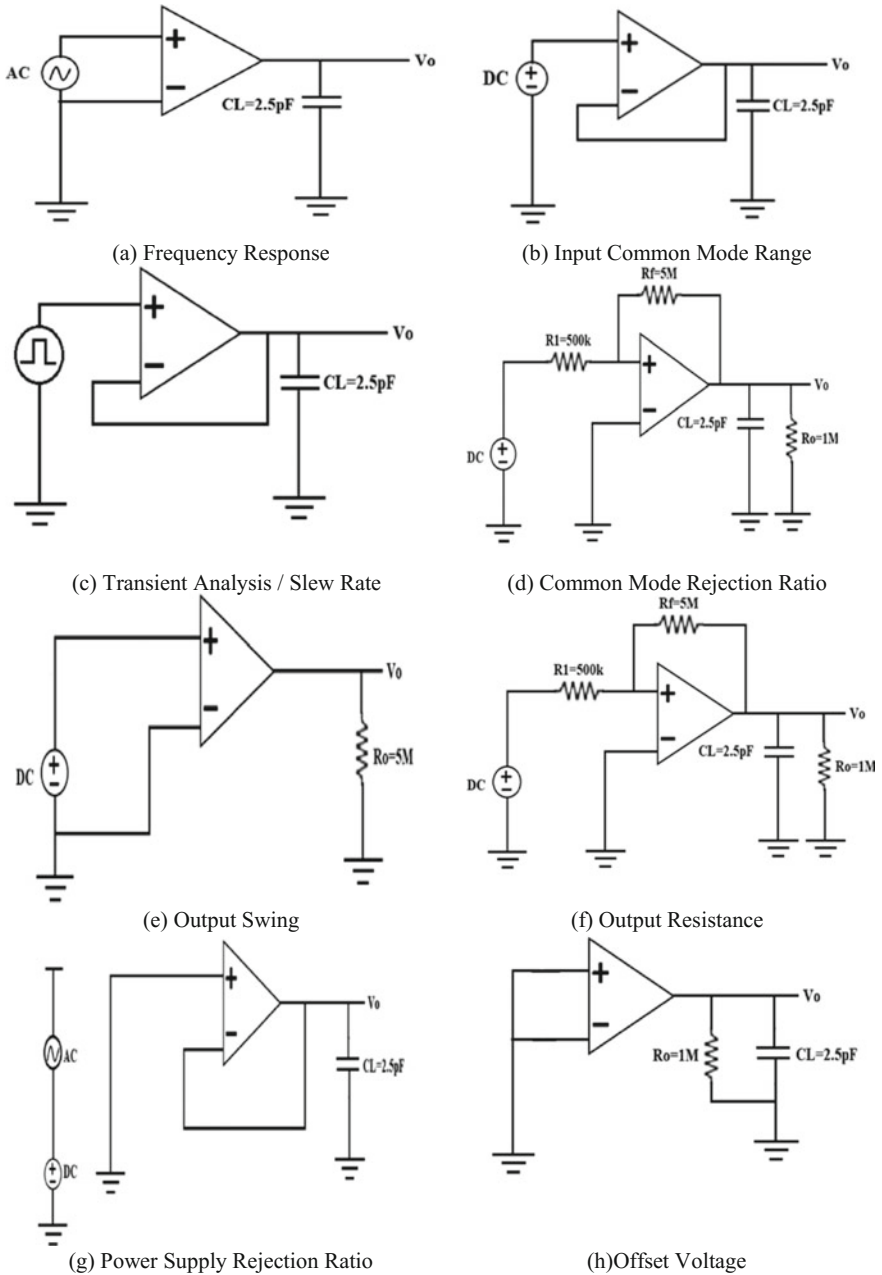 AC
+
−
Vo
CL=2.5pF
(a) Frequency Response
DC
+
−
+
−
Vo
CL=2.5pF
(b) Input Common Mode Range
+
−
Vo
CL=2.5pF
(c) Transient Analysis / Slew Rate
Rf=5M
R1=500k
+
−
Vo
CL=2.5pF
Ro=1M
DC
+
−
(d) Common Mode Rejection Ratio
+
−
Vo
Ro=5M
DC
+
−
(e) Output Swing
Rf=5M
R1=500k
+
−
Vo
CL=2.5pF
Ro=1M
DC
+
−
(f) Output Resistance
AC
DC
+
−
+
−
Vo
CL=2.5pF
(g) Power Supply Rejection Ratio
+
−
Vo
Ro=1M
CL=2.5pF
(h)Offset Voltage